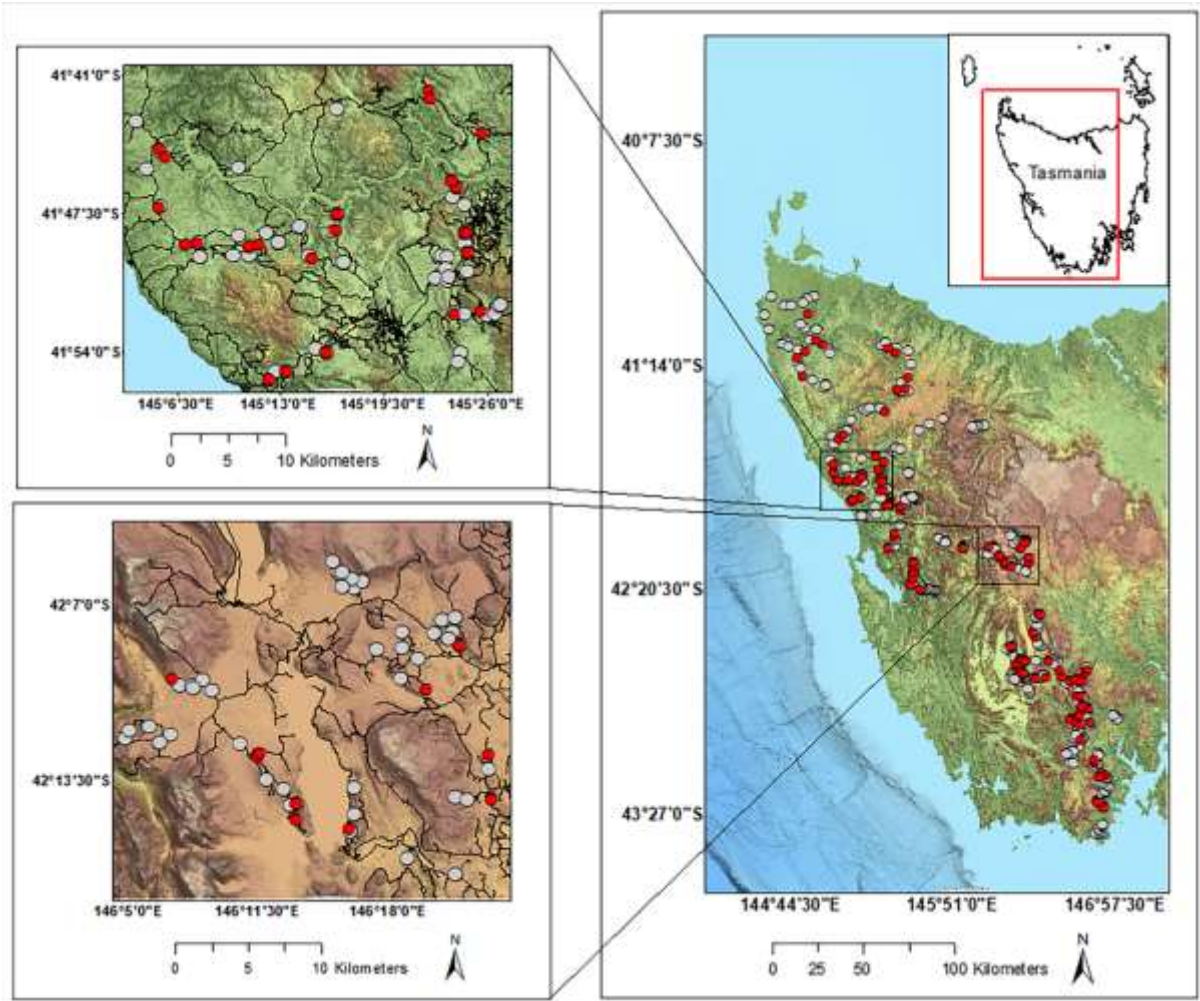 41°41'0"S
41°47'30"S
41°54'0"S
145°6'30"E 145°13'0"E 145°19'30"E 145°26'0"E
N
0 5 10 Kilometers
42°7'0"S
42°13'30"S
146°5'0"E 146°11'30"E 146°18'0"E
N
0 5 10 Kilometers
Tasmania
40°7'30"S
41°14'0"S
42°20'30"S
43°27'0"S
144°44'30"E 145°51'0"E 146°57'30"E
N
0 25 50 100 Kilometers